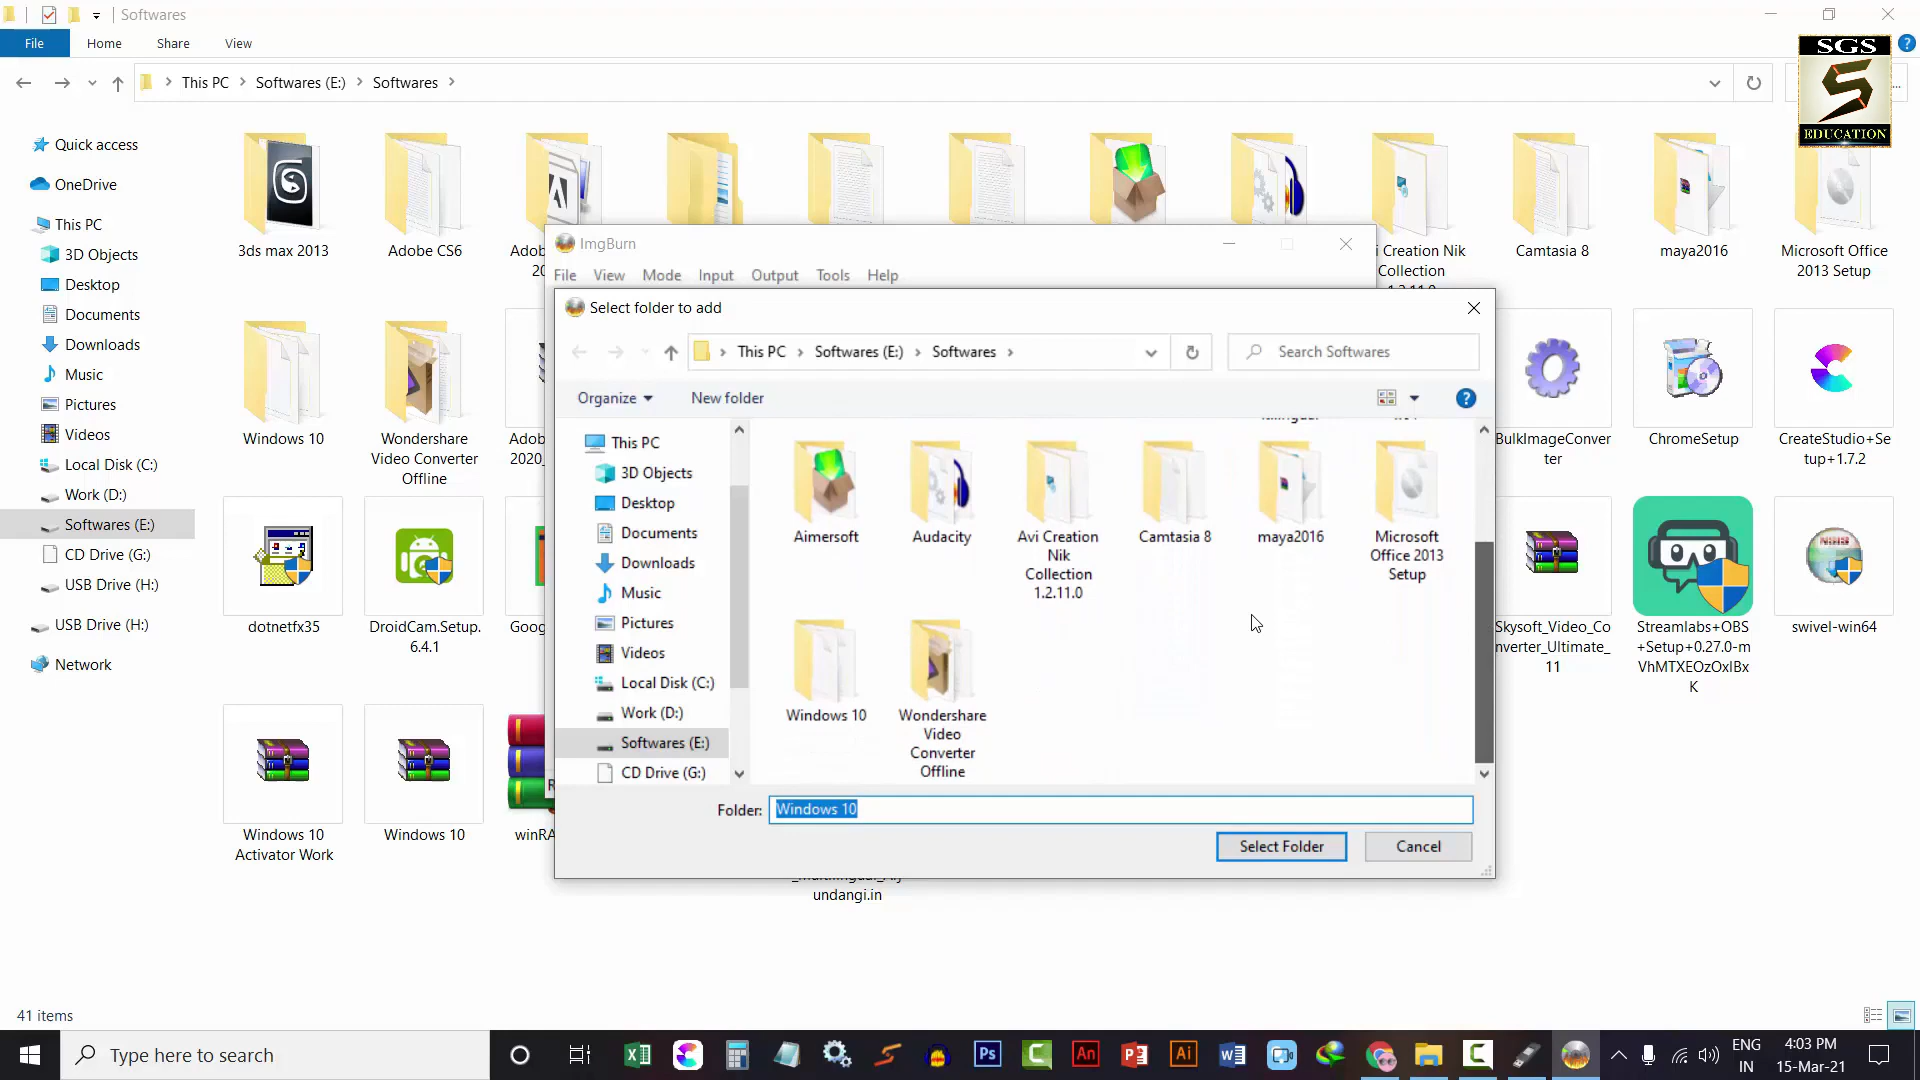 Softwares
File
Home
Share
View
This PC
Softwares (E:)
Softwares
SGS
S
EDUCATION
Quick access
OneDrive
This PC
3D Objects
Desktop
Documents
Downloads
Music
Pictures
Videos
Local Disk (C:)
Work (D:)
Softwares (E:)
CD Drive (G:)
USB Drive (H:)
USB Drive (H:)
Network
3ds max 2013
Adobe CS6
i Creation Nik
Collection
Camtasia 8
maya2016
Microsoft Office
2013 Setup
Windows 10
Wondershare
Video Converter
Offline
BulkImageConver
ter
ChromeSetup
CreateStudio+Se
tup+1.7.2
dotnetfx35
DroidCam.Setup.
6.4.1
Skysoft_Video_Co
nverter_Ultimate_
11
Streamlabs+OBS
+Setup+0.27.0-m
VhMTXEOzOxlBx
K
swivel-win64
Windows 10
Activator Work
Windows 10
undangi.in
ImgBurn
File
View
Mode
Input
Output
Tools
Help
Select folder to add
This PC
Softwares (E:)
Softwares
Search Softwares
Organize
New folder
This PC
3D Objects
Desktop
Documents
Downloads
Music
Pictures
Videos
Local Disk (C:)
Work (D:)
Softwares (E:)
CD Drive (G:)
Aimersoft
Audacity
Avi Creation
Nik
Collection
1.2.11.0
Camtasia 8
maya2016
Microsoft
Office 2013
Setup
Windows 10
Wondershare
Video
Converter
Offline
Folder:
Windows 10
Select Folder
Cancel
41 items
Type here to search
ENG
IN
4:03 PM
15-Mar-21